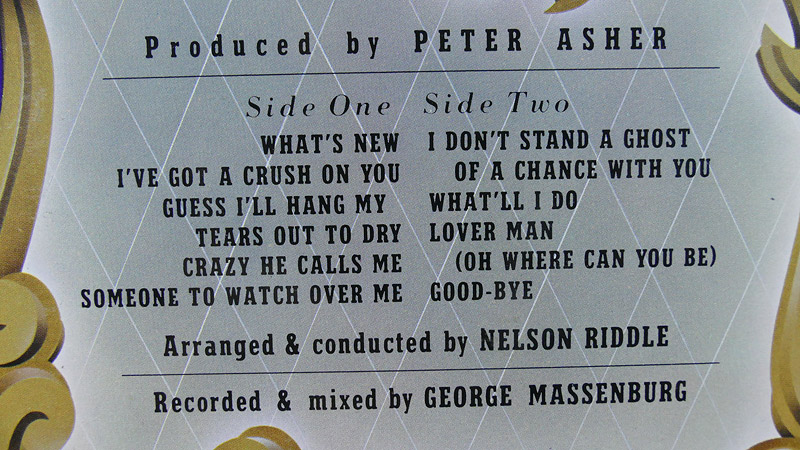 Produced by PETER ASHER
Side One
WHAT'S NEW
I'VE GOT A CRUSH ON YOU
GUESS I'LL HANG MY
TEARS OUT TO DRY
CRAZY HE CALLS ME
SOMEONE TO WATCH OVER ME
Side Two
I DON'T STAND A GHOST
OF A CHANCE WITH YOU
WHAT'LL I DO
LOVER MAN
(OH WHERE CAN YOU BE)
GOOD-BYE
Arranged & conducted by NELSON RIDDLE
Recorded & mixed by GEORGE MASSENBURG